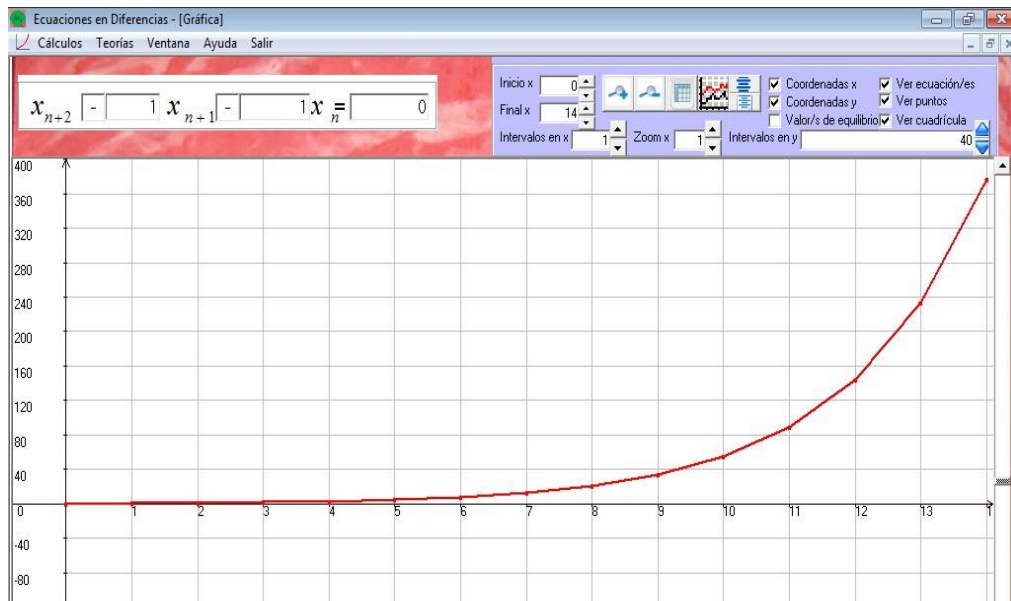 Ecuaciones en Diferencias - [Gráfica]
Cálculos Teorías Ventana Ayuda Salir
x n+2 - 1 x n+1 - 1 x n = 0
Inicio x 0
Final x 14
Intervalos en x 1 Zoom x 1 Intervalos en y 40
Coordenadas x Ver ecuación/es
Coordenadas y Ver puntos
Valor/s de equilibrio Ver cuadrícula
400
360
320
280
240
200
160
120
80
40
0 1 2 3 4 5 6 7 8 9 10 11 12 13 1
-40
-80